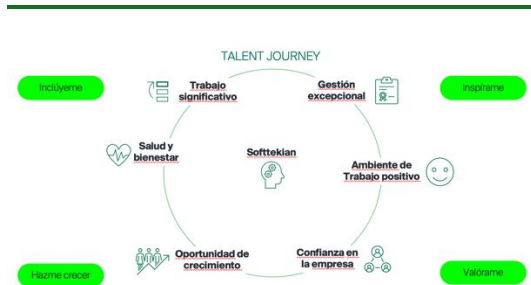 TALENT JOURNEY
Inclúyeme
Trabajo
significativo
Gestión
excepcional
Inspírame
Salud y
bienestar
Softtekian
Ambiente de
Trabajo positivo
Oportunidad de
crecimiento
Confianza en
la empresa
Hazme crecer
Valórame